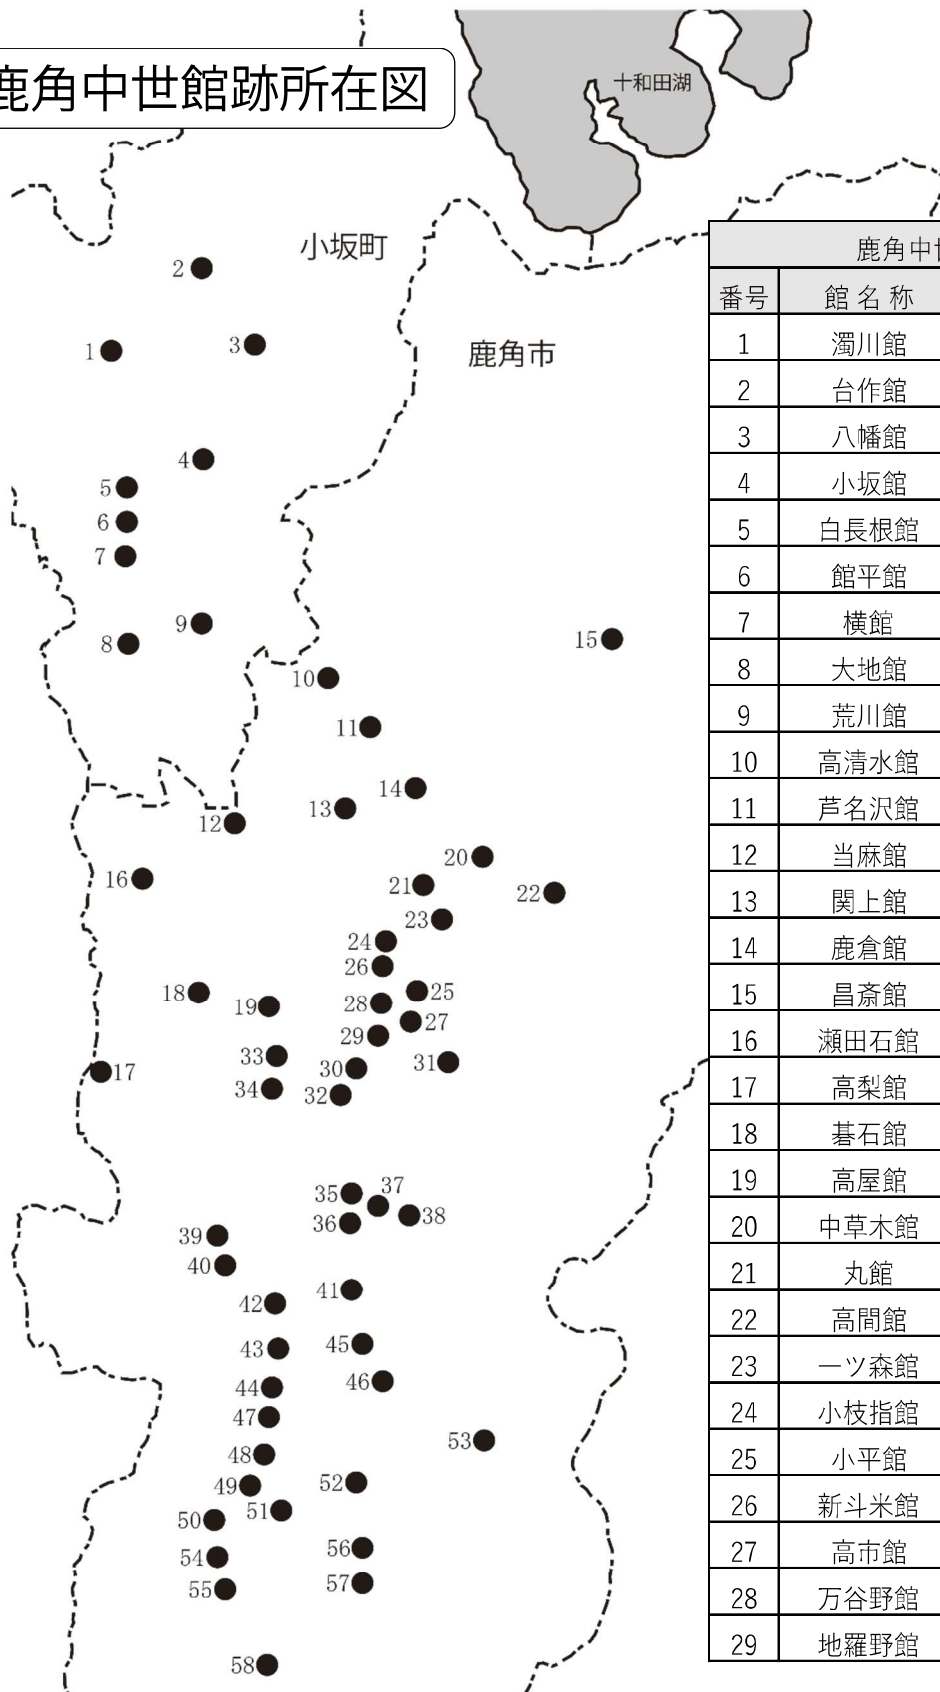 鹿角中世館跡所在図
十和田湖
小坂町
鹿角市
2
1
3
4
5
6
7
9
8
15
10
11
14
13
12
20
16
21
22
23
24
26
18
25
19
28
27
29
33
31
17
30
34
32
35
37
36
38
39
40
41
42
43
45
44
46
47
53
48
52
49
51
50
56
54
57
55
58
鹿角中世
番号 館名称
1 濁川館
2 台作館
3 八幡館
4 小坂館
5 白長根館
6 館平館
7 横館
8 大地館
9 荒川館
10 高清水館
11 芦名沢館
12 当麻館
13 関上館
14 鹿倉館
15 昌斎館
16 瀬田石館
17 高梨館
18 碁石館
19 高屋館
20 中草木館
21 丸館
22 高間館
23 一ツ森館
24 小枝指館
25 小平館
26 新斗米館
27 高市館
28 万谷野館
29 地羅野館